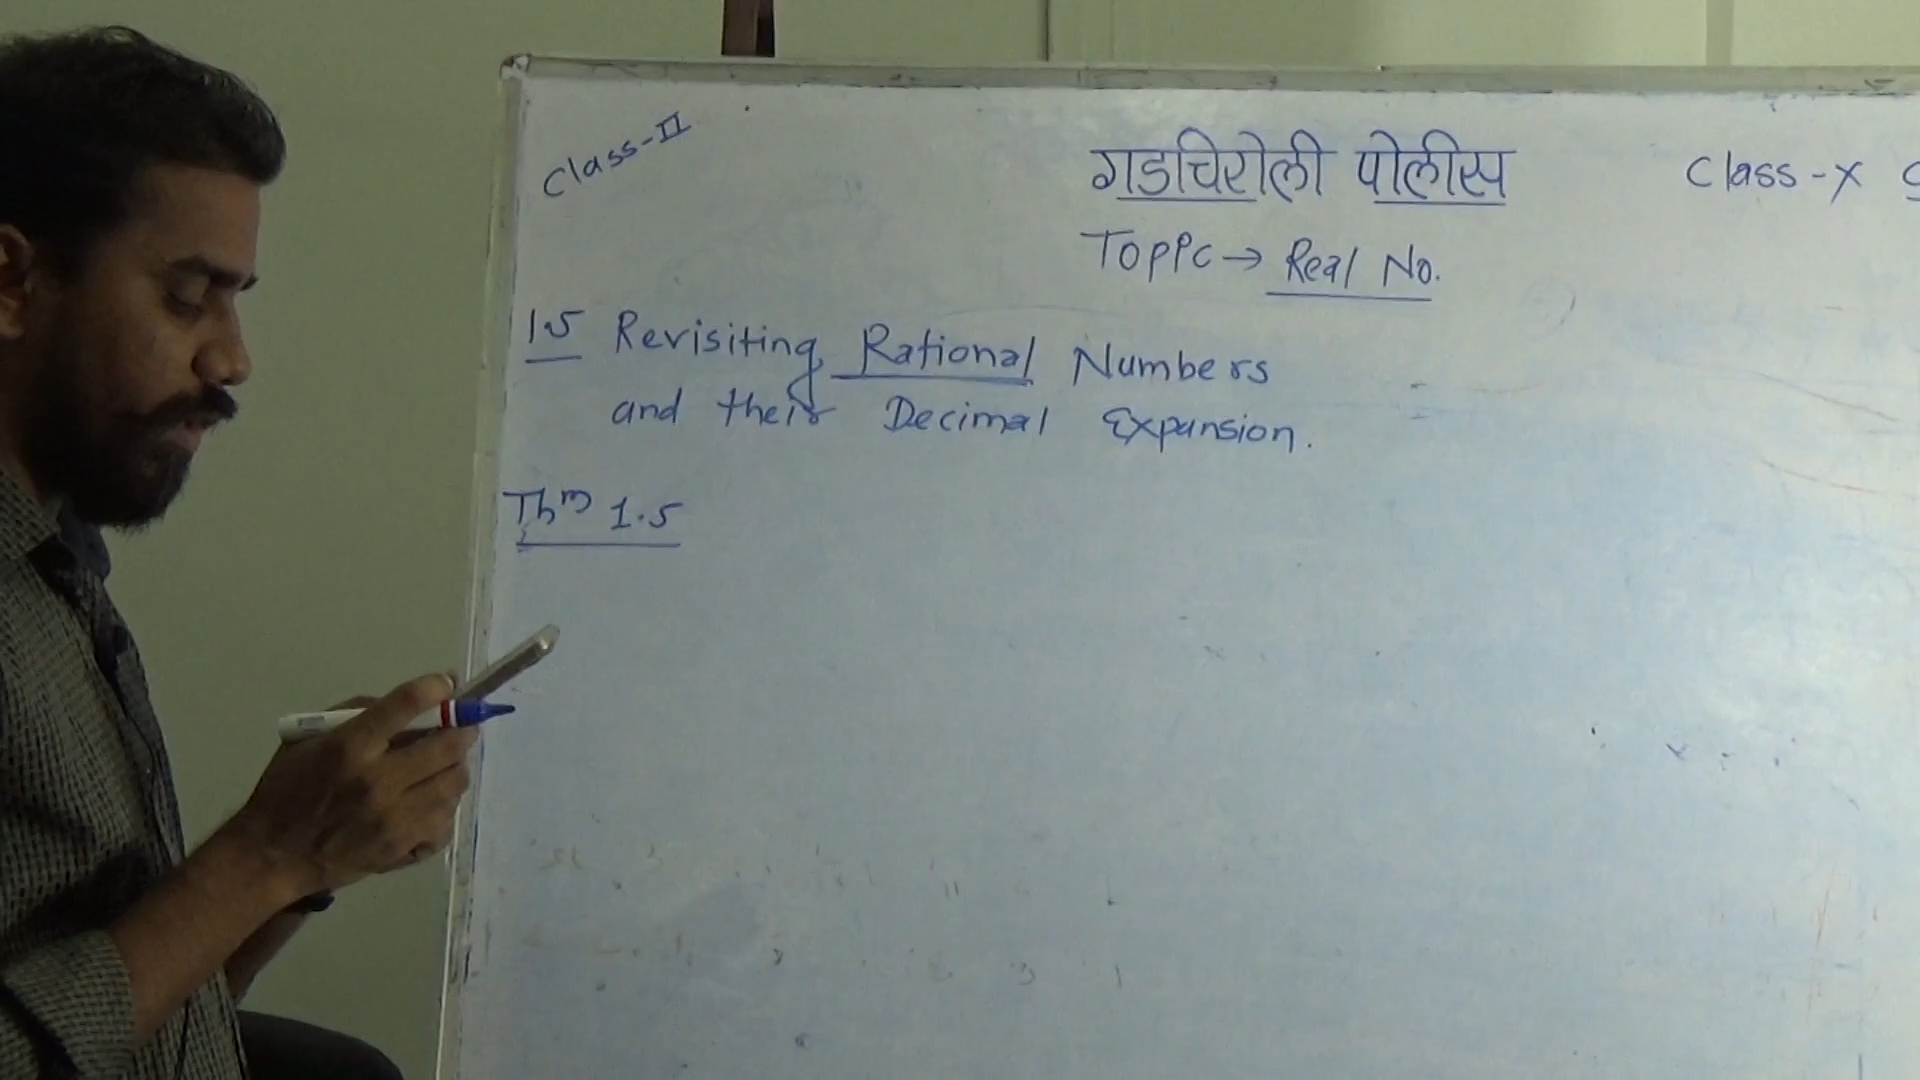 Class-II
गडचिरोली पोलीस
Class-X
Topic → Real No.
1.5 Revisiting Rational Numbers
and their Decimal Expansion.
Thm 1.5